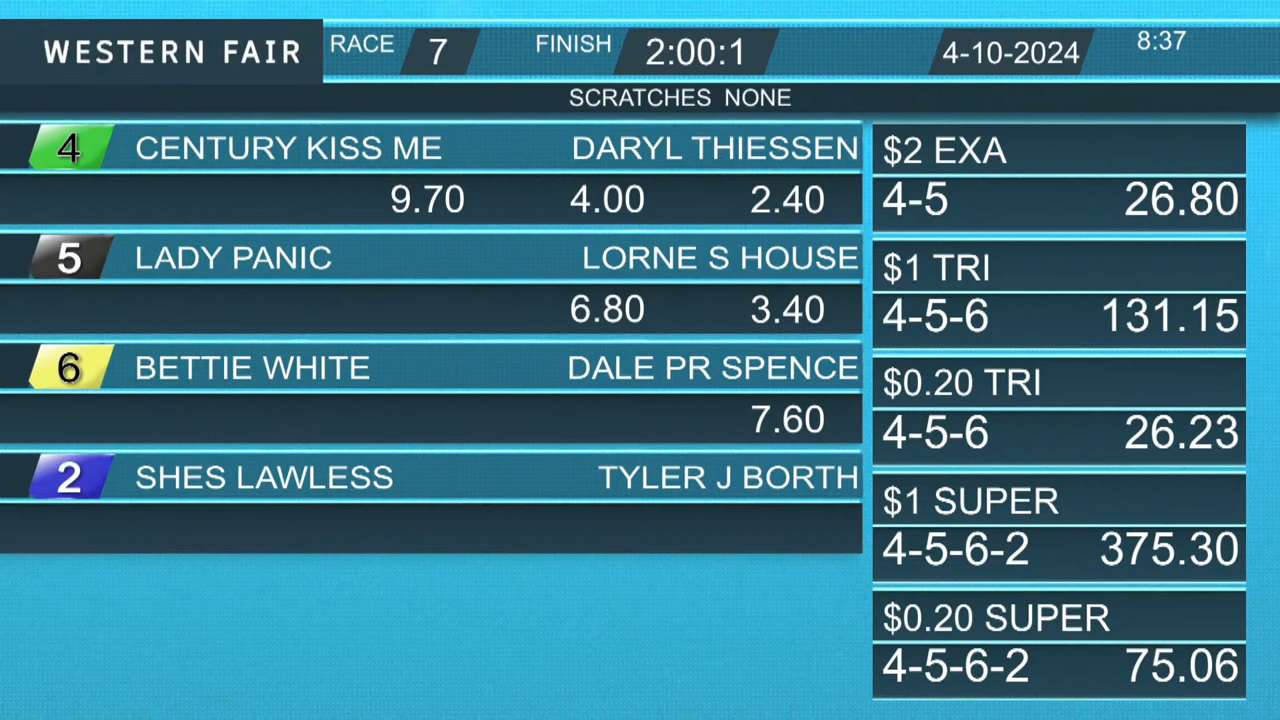 WESTERN FAIR RACE 7 FINISH 2:00:1 4-10-2024 8:37
SCRATCHES NONE
4 CENTURY KISS ME DARYL THIESSEN
9.70 4.00 2.40
5 LADY PANIC LORNE S HOUSE
6.80 3.40
6 BETTIE WHITE DALE PR SPENCE
7.60
2 SHES LAWLESS TYLER J BORTH
$2 EXA
4-5 26.80
$1 TRI
4-5-6 131.15
$0.20 TRI
4-5-6 26.23
$1 SUPER
4-5-6-2 375.30
$0.20 SUPER
4-5-6-2 75.06